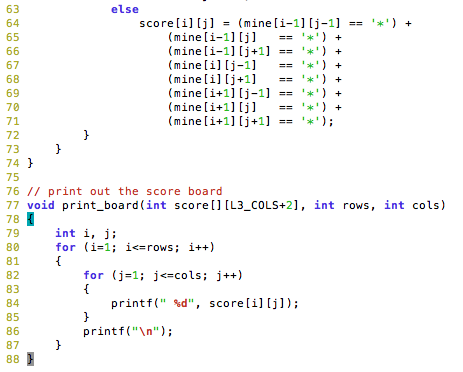 63             else
64                 score[i][j] = (mine[i-1][j-1] == '*') +
65                     (mine[i-1][j]   == '*') +
66                     (mine[i-1][j+1] == '*') +
67                     (mine[i][j-1]   == '*') +
68                     (mine[i][j+1]   == '*') +
69                     (mine[i+1][j-1] == '*') +
70                     (mine[i+1][j]   == '*') +
71                     (mine[i+1][j+1] == '*');
72         }
73     }
74 }
75
76 // print out the score board
77 void print_board(int score[][L3_COLS+2], int rows, int cols)
78 {
79     int i, j;
80     for (i=1; i<=rows; i++)
81     {
82         for (j=1; j<=cols; j++)
83         {
84             printf(" %d", score[i][j]);
85         }
86         printf("\n");
87     }
88 }